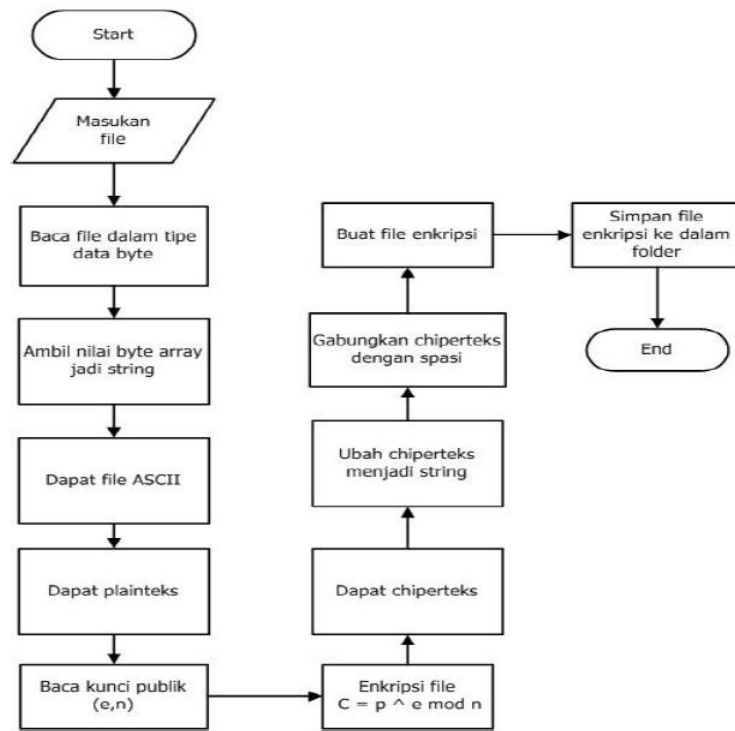 Start
Masukan
file
Baca file dalam tipe
data byte
Ambil nilai byte array
jadi string
Dapat file ASCII
Dapat plainteks
Baca kunci publik
(e,n)
Enkripsi file
C = p ^ e mod n
Dapat chiperteks
Ubah chiperteks
menjadi string
Gabungkan chiperteks
dengan spasi
Buat file enkripsi
Simpan file
enkripsi ke dalam
folder
End